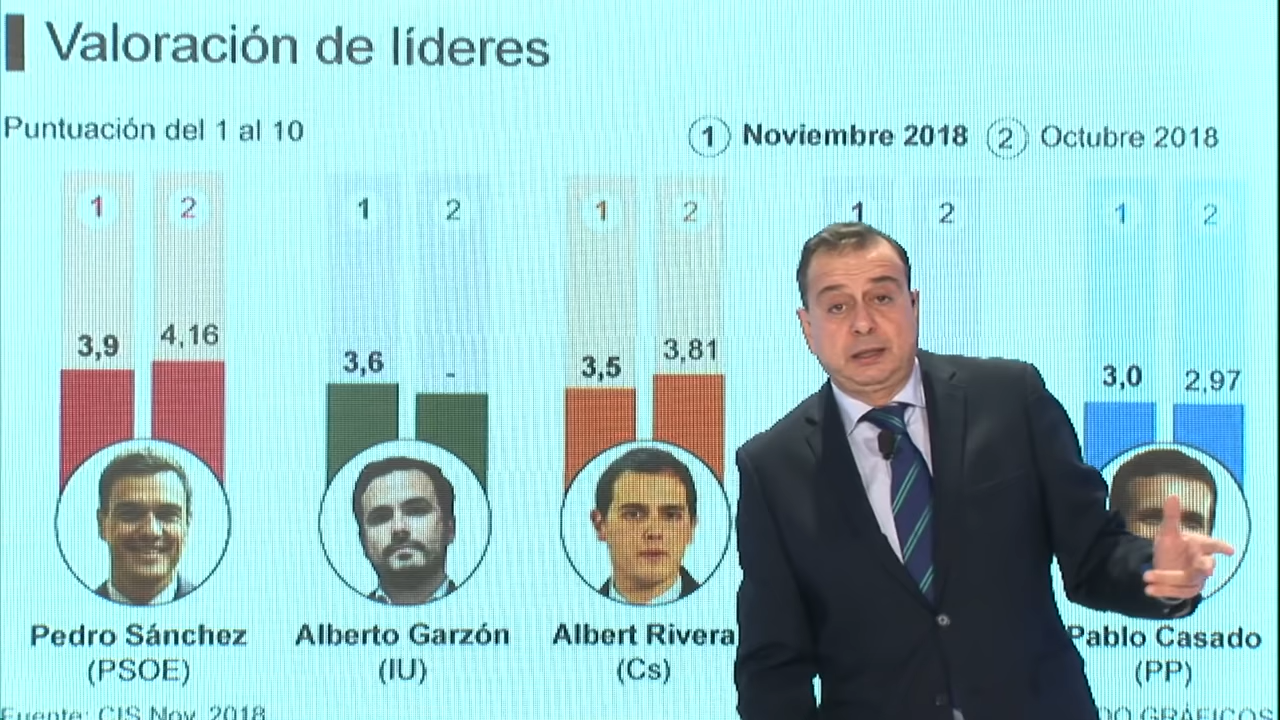 Valoración de líderes
Puntuación del 1 al 10
1 Noviembre 2018 2 Octubre 2018
1 2 1 2 1 2 1 2 1 2
3,9 4,16 3,6 - 3,5 3,81 3,0 2,97
Pedro Sánchez
(PSOE)
Alberto Garzón
(IU)
Albert Rivera
(Cs)
Pablo Casado
(PP)
Fuente: CIS Nov. 2018
GRÁFICOS